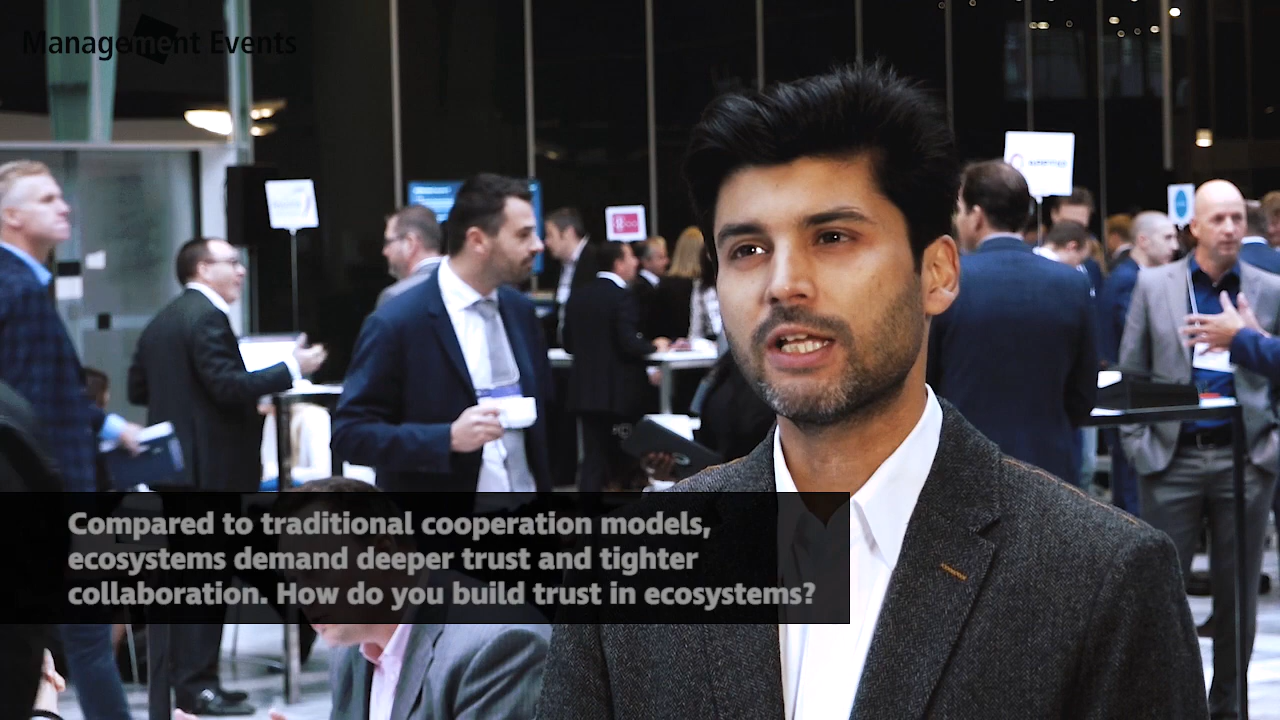 Management Events
Compared to traditional cooperation models,
ecosystems demand deeper trust and tighter
collaboration. How do you build trust in ecosystems?